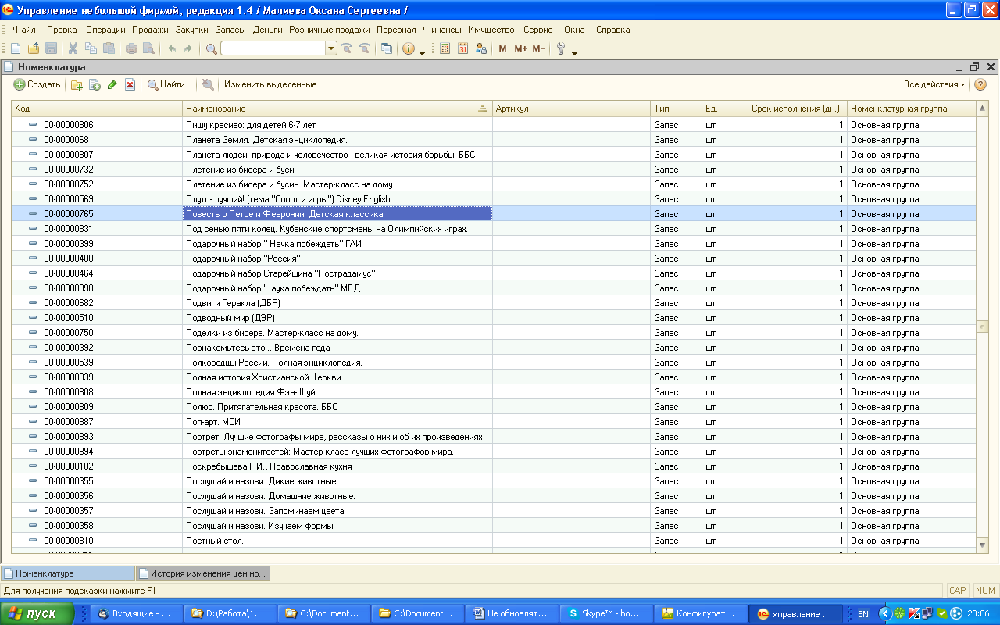 Управление небольшой фирмой, редакция 1.4 / Малиева Оксана Сергеевна /
Файл Правка Операции Продажи Закупки Запасы Деньги Розничные продажи Персонал Финансы Имущество Сервис Окна Справка
M M+ M-
Номенклатура
Создать Найти... Изменить выделенные Все действия
Код Наименование Артикул Тип Ед. Срок исполнения (дн.) Номенклатурная группа
00-00000806 Пишу красиво: для детей 6-7 лет Запас шт 1 Основная группа
00-00000681 Планета Земля. Детская энциклопедия. Запас шт 1 Основная группа
00-00000807 Планета людей: природа и человечество - великая история борьбы. ББС Запас шт 1 Основная группа
00-00000732 Плетение из бисера и бусин Запас шт 1 Основная группа
00-00000752 Плетение из бисера и бусин. Мастер-класс на дому. Запас шт 1 Основная группа
00-00000569 Плуто- лучший! (тема "Спорт и игры") Disney English Запас шт 1 Основная группа
00-00000765 Повесть о Петре и Февронии. Детская классика. Запас шт 1 Основная группа
00-00000831 Под сенью пяти колец. Кубанские спортсмены на Олимпийских играх. Запас шт 1 Основная группа
00-00000399 Подарочный набор " Наука побеждать" ГАИ Запас шт 1 Основная группа
00-00000400 Подарочный набор "Россия" Запас шт 1 Основная группа
00-00000464 Подарочный набор Старейшина "Нострадамус" Запас шт 1 Основная группа
00-00000398 Подарочный набор"Наука побеждать" МВД Запас шт 1 Основная группа
00-00000682 Подвиги Геракла (ДБР) Запас шт 1 Основная группа
00-00000510 Подводный мир (ДЭР) Запас шт 1 Основная группа
00-00000750 Поделки из бисера. Мастер-класс на дому. Запас шт 1 Основная группа
00-00000392 Познакомьтесь это... Времена года Запас шт 1 Основная группа
00-00000539 Полководцы России. Полная энциклопедия. Запас шт 1 Основная группа
00-00000839 Полная история Христианской Церкви Запас шт 1 Основная группа
00-00000808 Полная энциклопедия Фэн- Шуй. Запас шт 1 Основная группа
00-00000809 Полюс. Притягательная красота. ББС Запас шт 1 Основная группа
00-00000887 Поп-арт. МСИ Запас шт 1 Основная группа
00-00000893 Портрет: Лучшие фотографы мира, рассказы о них и об их произведениях Запас шт 1 Основная группа
00-00000894 Портреты знаменитостей: Мастер-класс лучших фотографов мира. Запас шт 1 Основная группа
00-00000182 Поскребышева Г.И., Православная кухня Запас шт 1 Основная группа
00-00000355 Послушай и назови. Дикие животные. Запас шт 1 Основная группа
00-00000356 Послушай и назови. Домашние животные. Запас шт 1 Основная группа
00-00000357 Послушай и назови. Запоминаем цвета. Запас шт 1 Основная группа
00-00000358 Послушай и назови. Изучаем формы. Запас шт 1 Основная группа
00-00000810 Постный стол. Запас шт 1 Основная группа
Номенклатура История изменения цен но...
Для получения подсказки нажмите F1 CAP NUM
пуск Входящие - ... D:\Работа\1... C:\Document... C:\Document... Не обновлят... Skype™ - bo... Конфигурат... Управление ... EN 23:06